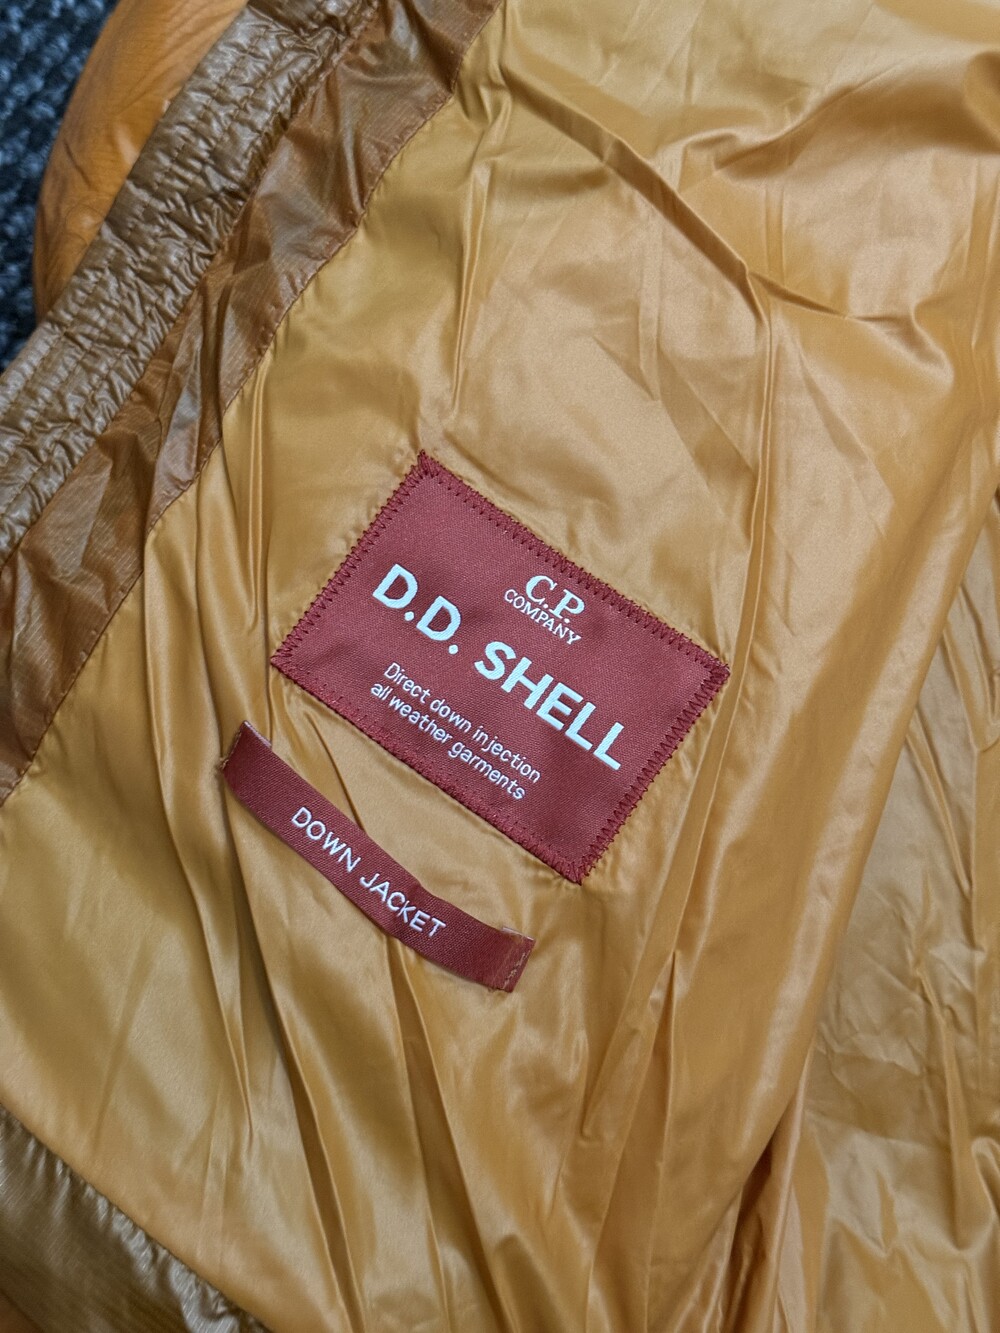 C.P.
COMPANY
D.D. SHELL
Direct down injection
all weather garments
DOWN JACKET